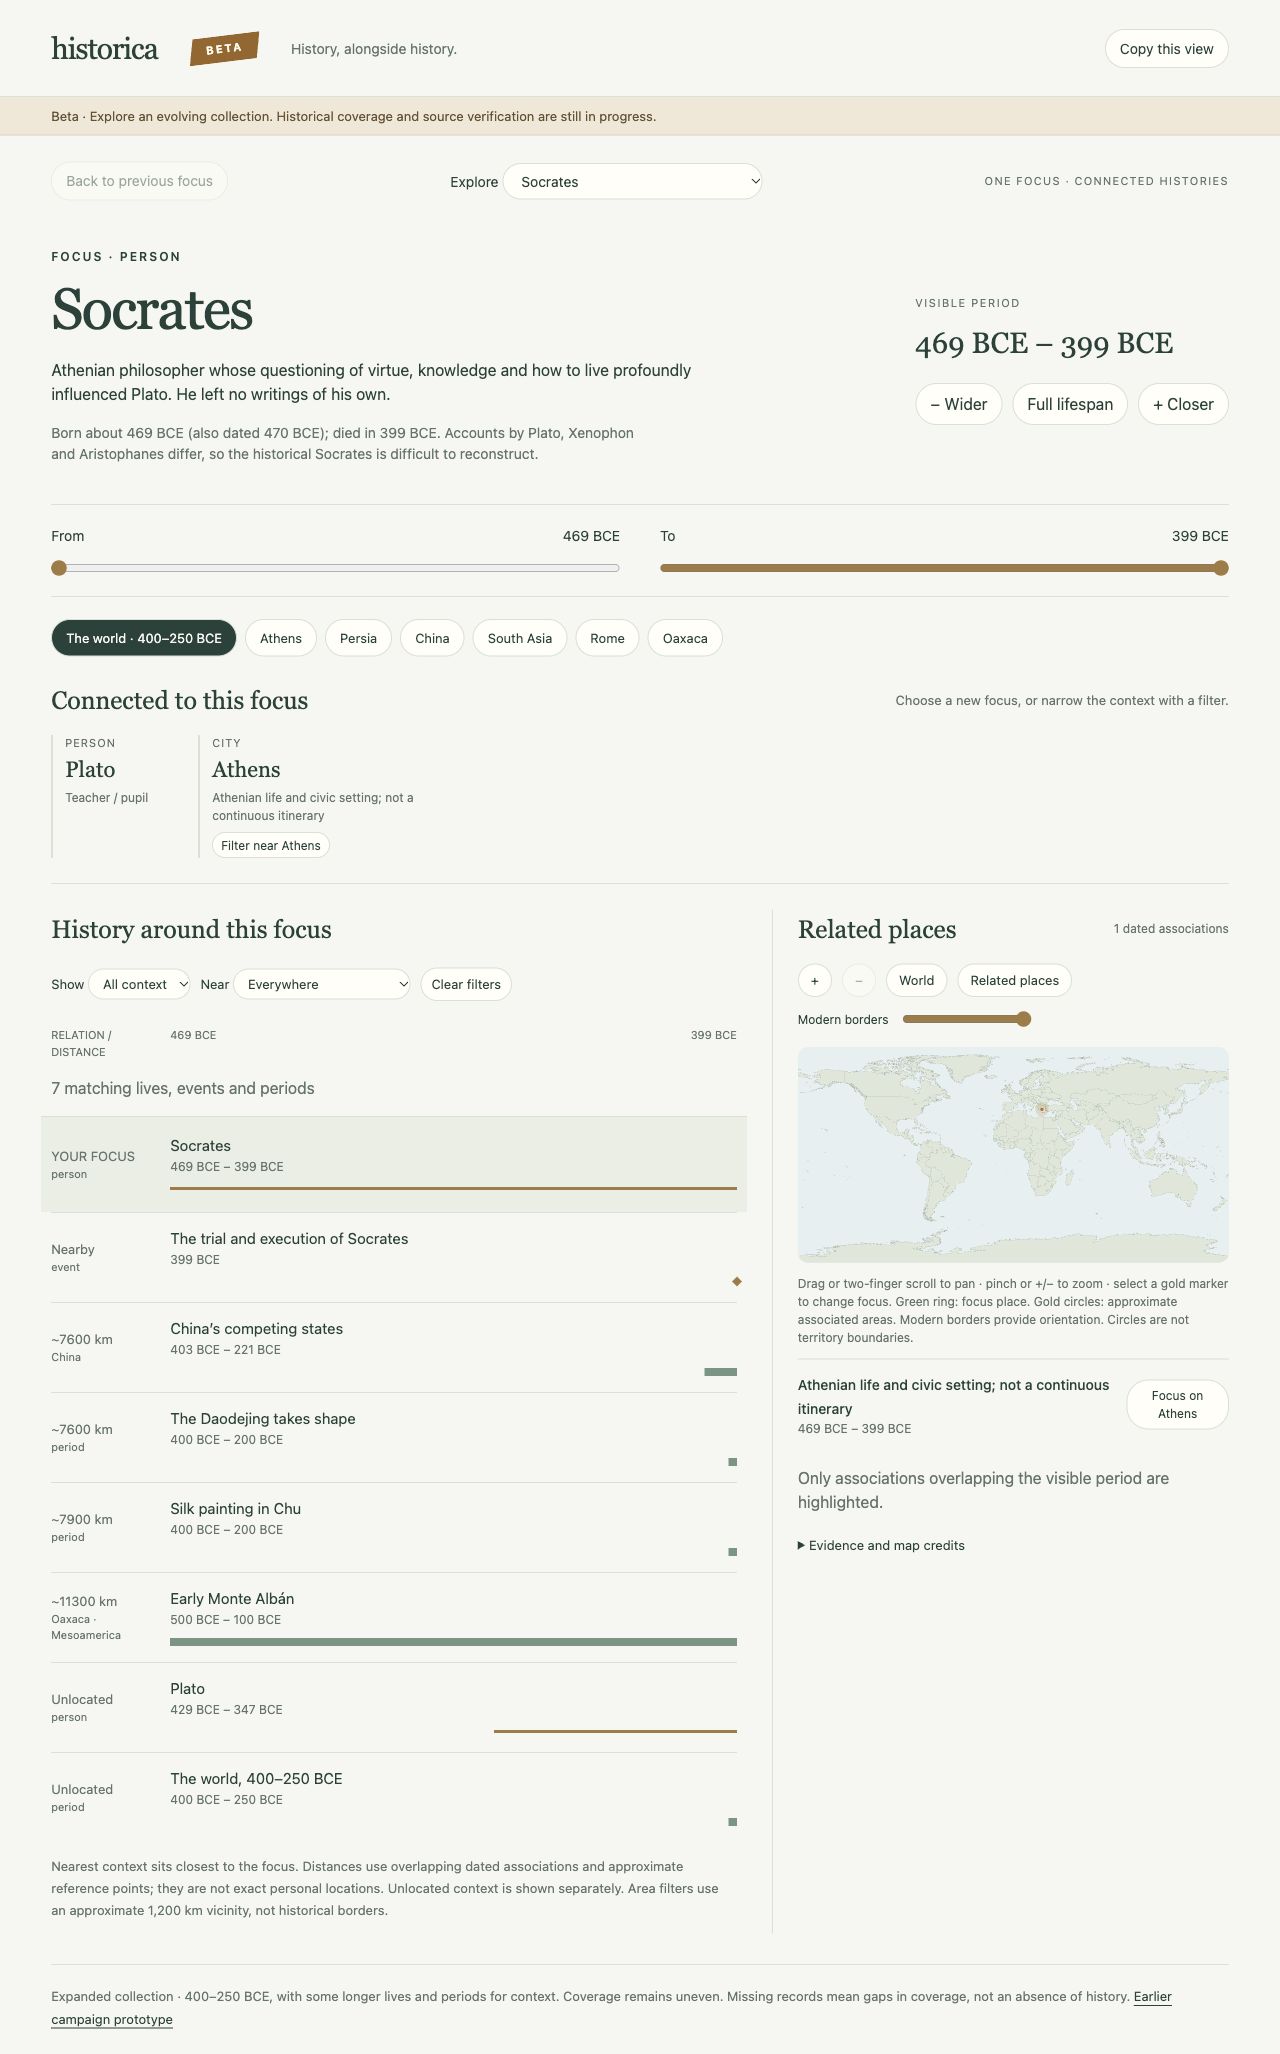 historica
BETA
History, alongside history.
Copy this view
Beta · Explore an evolving collection. Historical coverage and source verification are still in progress.
Back to previous focus
Explore
Socrates
ONE FOCUS · CONNECTED HISTORIES
FOCUS · PERSON
Socrates
Athenian philosopher whose questioning of virtue, knowledge and how to live profoundly
influenced Plato. He left no writings of his own.
Born about 469 BCE (also dated 470 BCE); died in 399 BCE. Accounts by Plato, Xenophon
and Aristophanes differ, so the historical Socrates is difficult to reconstruct.
VISIBLE PERIOD
469 BCE – 399 BCE
− Wider
Full lifespan
+ Closer
From
469 BCE
To
399 BCE
The world · 400–250 BCE
Athens
Persia
China
South Asia
Rome
Oaxaca
Connected to this focus
Choose a new focus, or narrow the context with a filter.
PERSON
Plato
Teacher / pupil
CITY
Athens
Athenian life and civic setting; not a
continuous itinerary
Filter near Athens
History around this focus
Show
All context
Near
Everywhere
Clear filters
RELATION /
DISTANCE
469 BCE
399 BCE
7 matching lives, events and periods
YOUR FOCUS
person
Socrates
469 BCE – 399 BCE
Nearby
event
The trial and execution of Socrates
399 BCE
~7600 km
China
China’s competing states
403 BCE – 221 BCE
~7600 km
period
The Daodejing takes shape
400 BCE – 200 BCE
~7900 km
period
Silk painting in Chu
400 BCE – 200 BCE
~11300 km
Oaxaca ·
Mesoamerica
Early Monte Albán
500 BCE – 100 BCE
Unlocated
person
Plato
429 BCE – 347 BCE
Unlocated
period
The world, 400–250 BCE
400 BCE – 250 BCE
Nearest context sits closest to the focus. Distances use overlapping dated associations and approximate
reference points; they are not exact personal locations. Unlocated context is shown separately. Area filters use
an approximate 1,200 km vicinity, not historical borders.
Related places
1 dated associations
+
−
World
Related places
Modern borders
Drag or two-finger scroll to pan · pinch or +/− to zoom · select a gold marker
to change focus. Green ring: focus place. Gold circles: approximate
associated areas. Modern borders provide orientation. Circles are not
territory boundaries.
Athenian life and civic setting; not a continuous
itinerary
469 BCE – 399 BCE
Focus on
Athens
Only associations overlapping the visible period are
highlighted.
Evidence and map credits
Expanded collection · 400–250 BCE, with some longer lives and periods for context. Coverage remains uneven. Missing records mean gaps in coverage, not an absence of history. Earlier
campaign prototype